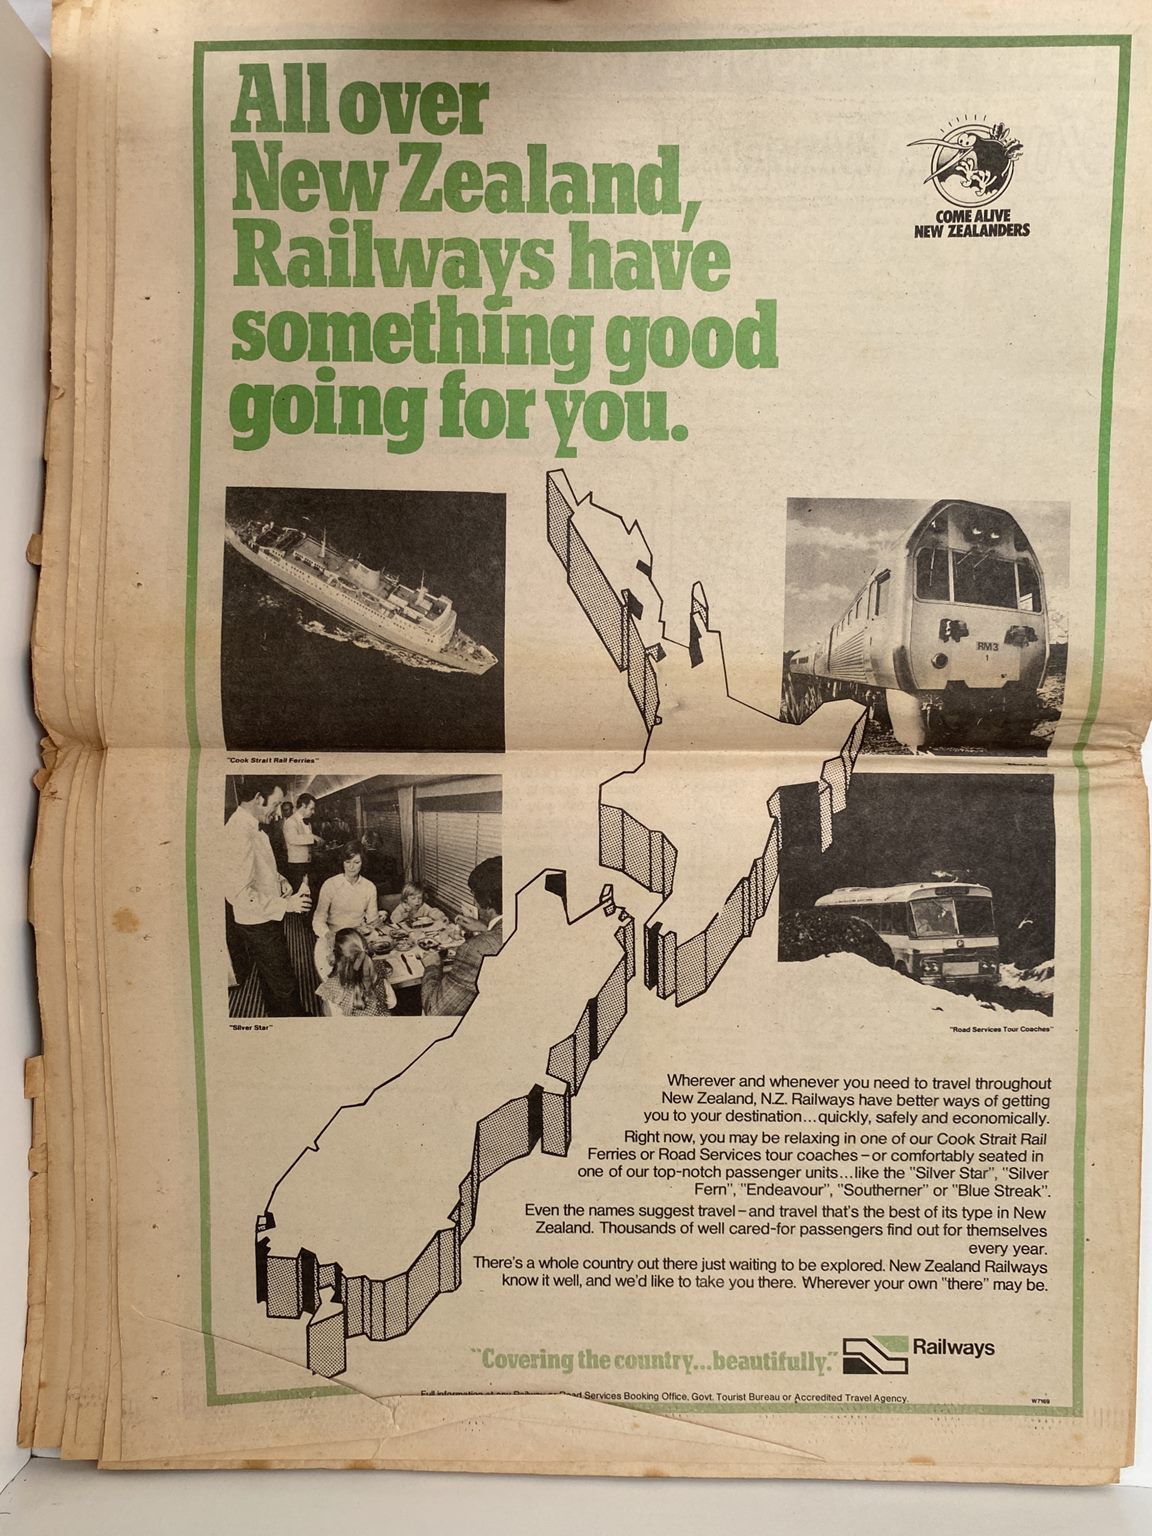 All over
New Zealand,
Railways have
something good
going for you.
COME ALIVE
NEW ZEALANDERS
RM3
1
"Cook Strait Rail Ferries"
"Silver Star"
"Road Services Tour Coaches"
Wherever and whenever you need to travel throughout
New Zealand, N.Z. Railways have better ways of getting
you to your destination...quickly, safely and economically.
Right now, you may be relaxing in one of our Cook Strait Rail
Ferries or Road Services tour coaches–or comfortably seated in
one of our top-notch passenger units...like the "Silver Star", "Silver
Fern", "Endeavour", "Southerner" or "Blue Streak".
Even the names suggest travel–and travel that's the best of its type in New
Zealand. Thousands of well cared-for passengers find out for themselves
every year.
There's a whole country out there just waiting to be explored. New Zealand Railways
know it well, and we'd like to take you there. Wherever your own "there" may be.
"Covering the country...beautifully."
Railways
Full information at any Railway or Road Services Booking Office, Govt. Tourist Bureau or Accredited Travel Agency.
W7169